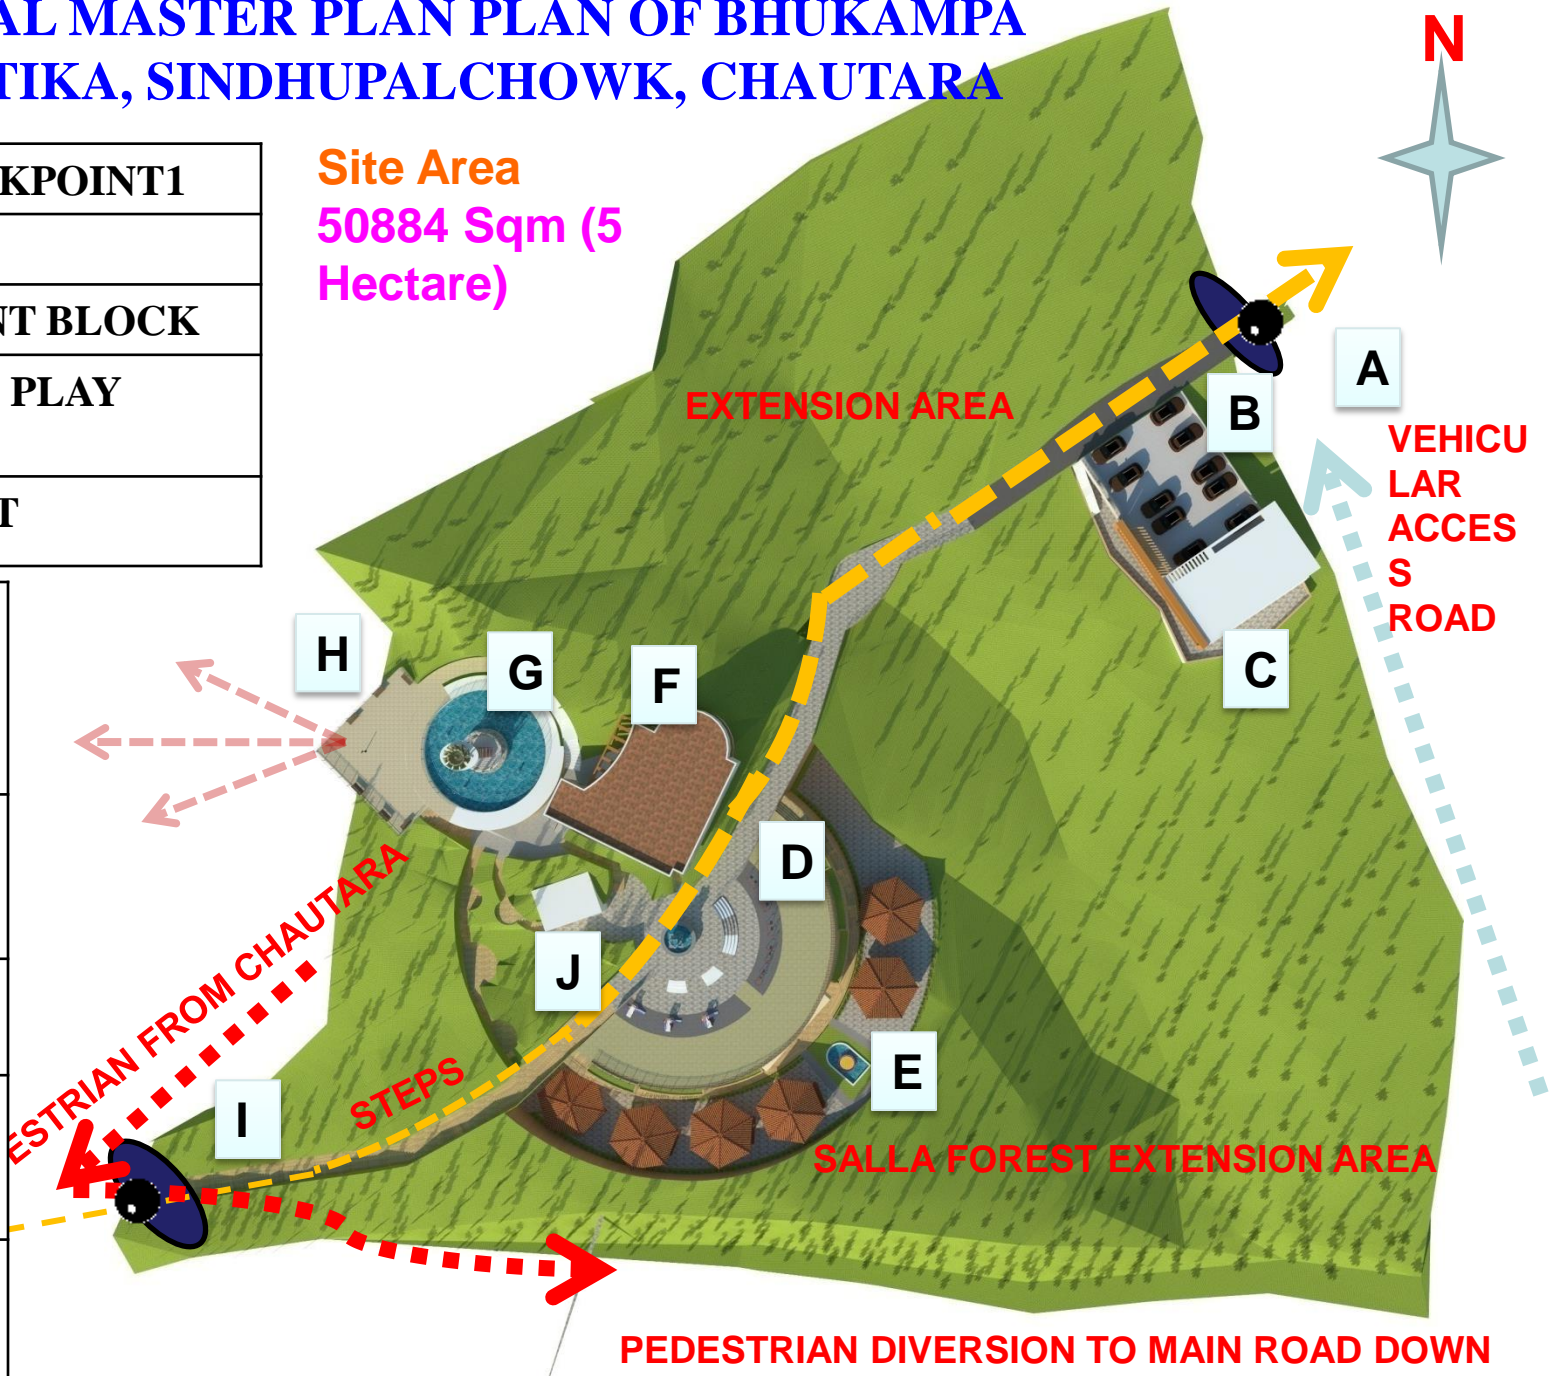 AL MASTER PLAN PLAN OF BHUKAMPA
TIKA, SINDHUPALCHOWK, CHAUTARA
N
KPOINT1
NT BLOCK
PLAY
T
Site Area
50884 Sqm (5
Hectare)
EXTENSION AREA
A
B
VEHICU
LAR
ACCES
S
ROAD
C
H
G
F
D
J
E
I
ESTRIAN FROM CHAUTARA
STEPS
SALLA FOREST EXTENSION AREA
PEDESTRIAN DIVERSION TO MAIN ROAD DOWN